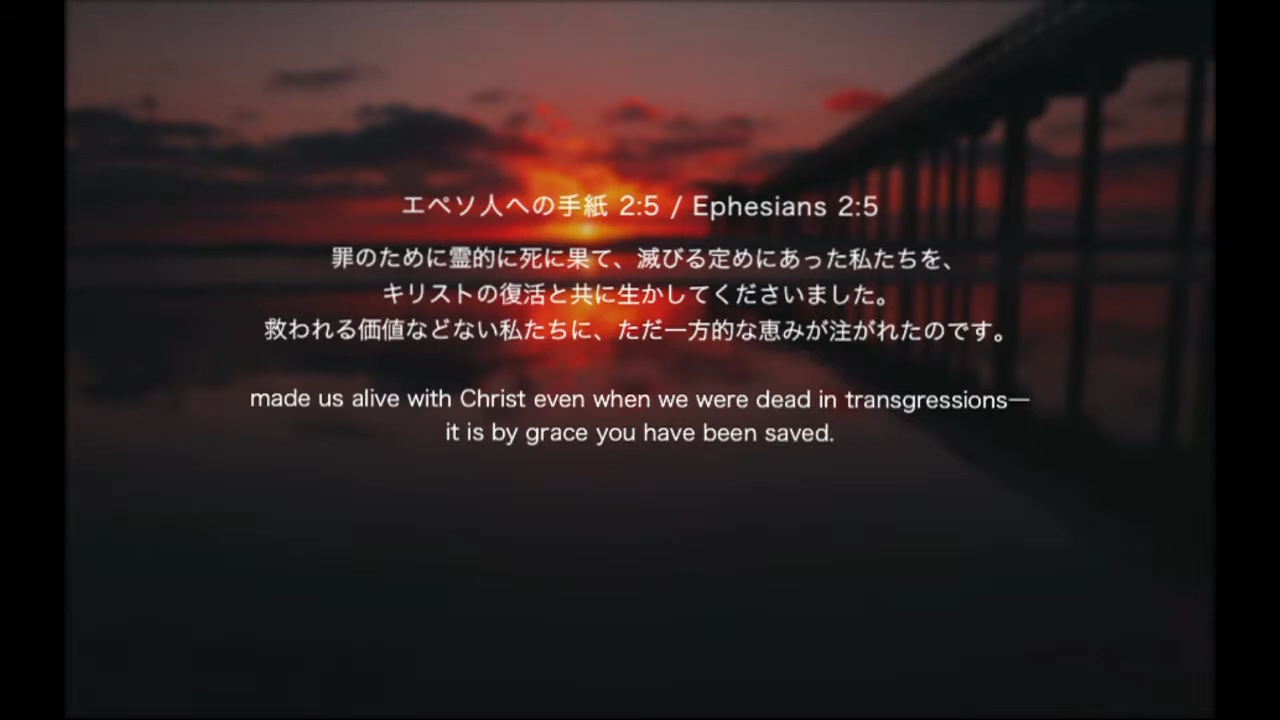 エペソ人への手紙 2:5 / Ephesians 2:5
罪のために霊的に死に果て、滅びる定めにあった私たちを、
キリストの復活と共に生かしてくださいました。
救われる価値などない私たちに、ただ一方的な恵みが注がれたのです。
made us alive with Christ even when we were dead in transgressions—
it is by grace you have been saved.